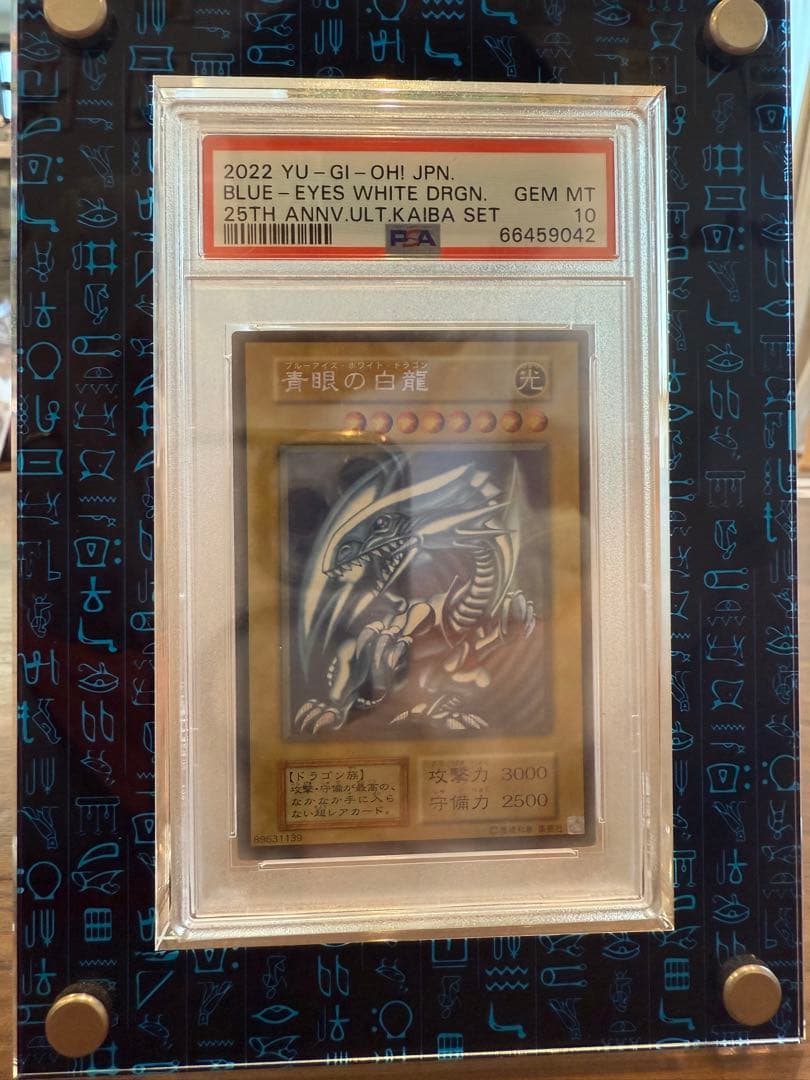 2022 YU-GI-OH! JPN.
BLUE-EYES WHITE DRGN. GEM MT
25TH ANNV.ULT.KAIBA SET 10
PSA 66459042
ブルーアイズ・ホワイト・ドラゴン
青眼の白龍 光
【ドラゴン族】
攻撃・守備が最高の、
なかなか手に入ら
ない超レアカード。
攻撃力 3000
守備力 2500
89631139